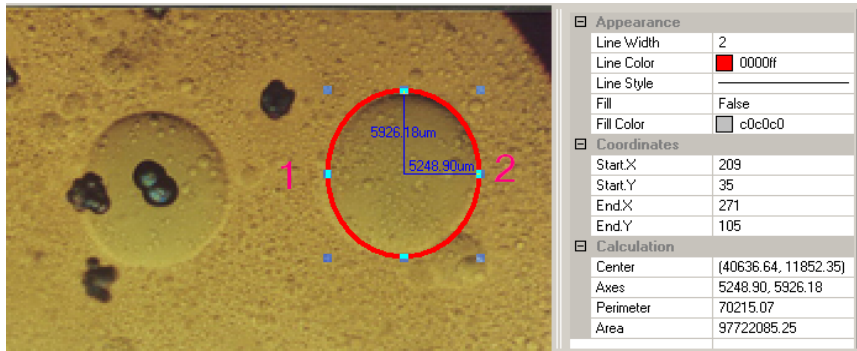 5926.18um
1
5248.90um
2
Appearance
Line Width 2
Line Color 0000ff
Line Style
Fill False
Fill Color c0c0c0
Coordinates
Start.X 209
Start.Y 35
End.X 271
End.Y 105
Calculation
Center (40636.64, 11852.35)
Axes 5248.90, 5926.18
Perimeter 70215.07
Area 97722085.25